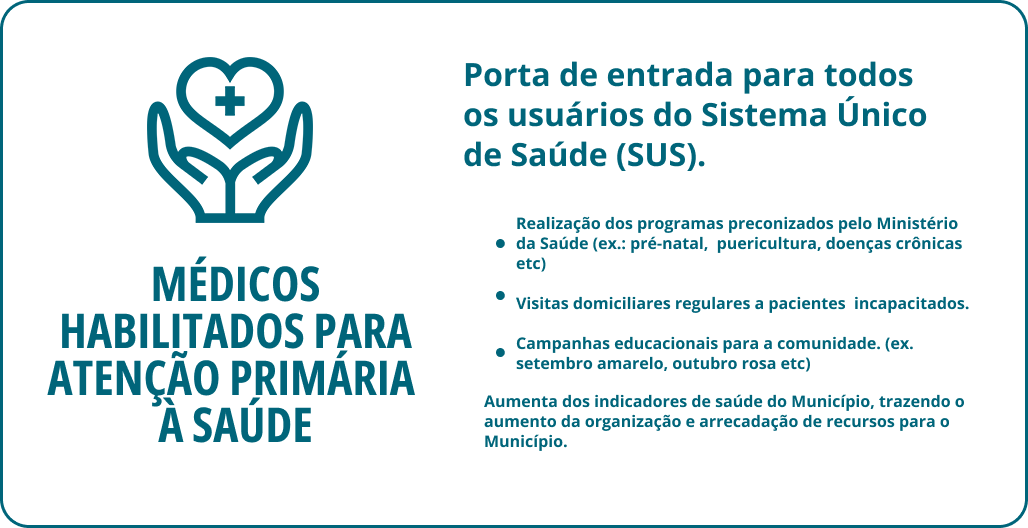 MÉDICOS
HABILITADOS PARA
ATENÇÃO PRIMÁRIA
À SAÚDE
Porta de entrada para todos
os usuários do Sistema Único
de Saúde (SUS).
Realização dos programas preconizados pelo Ministério
da Saúde (ex.: pré-natal,  puericultura, doenças crônicas
etc)
Visitas domiciliares regulares a pacientes  incapacitados.
Campanhas educacionais para a comunidade. (ex.
setembro amarelo, outubro rosa etc)
Aumenta dos indicadores de saúde do Município, trazendo o
aumento da organização e arrecadação de recursos para o
Município.